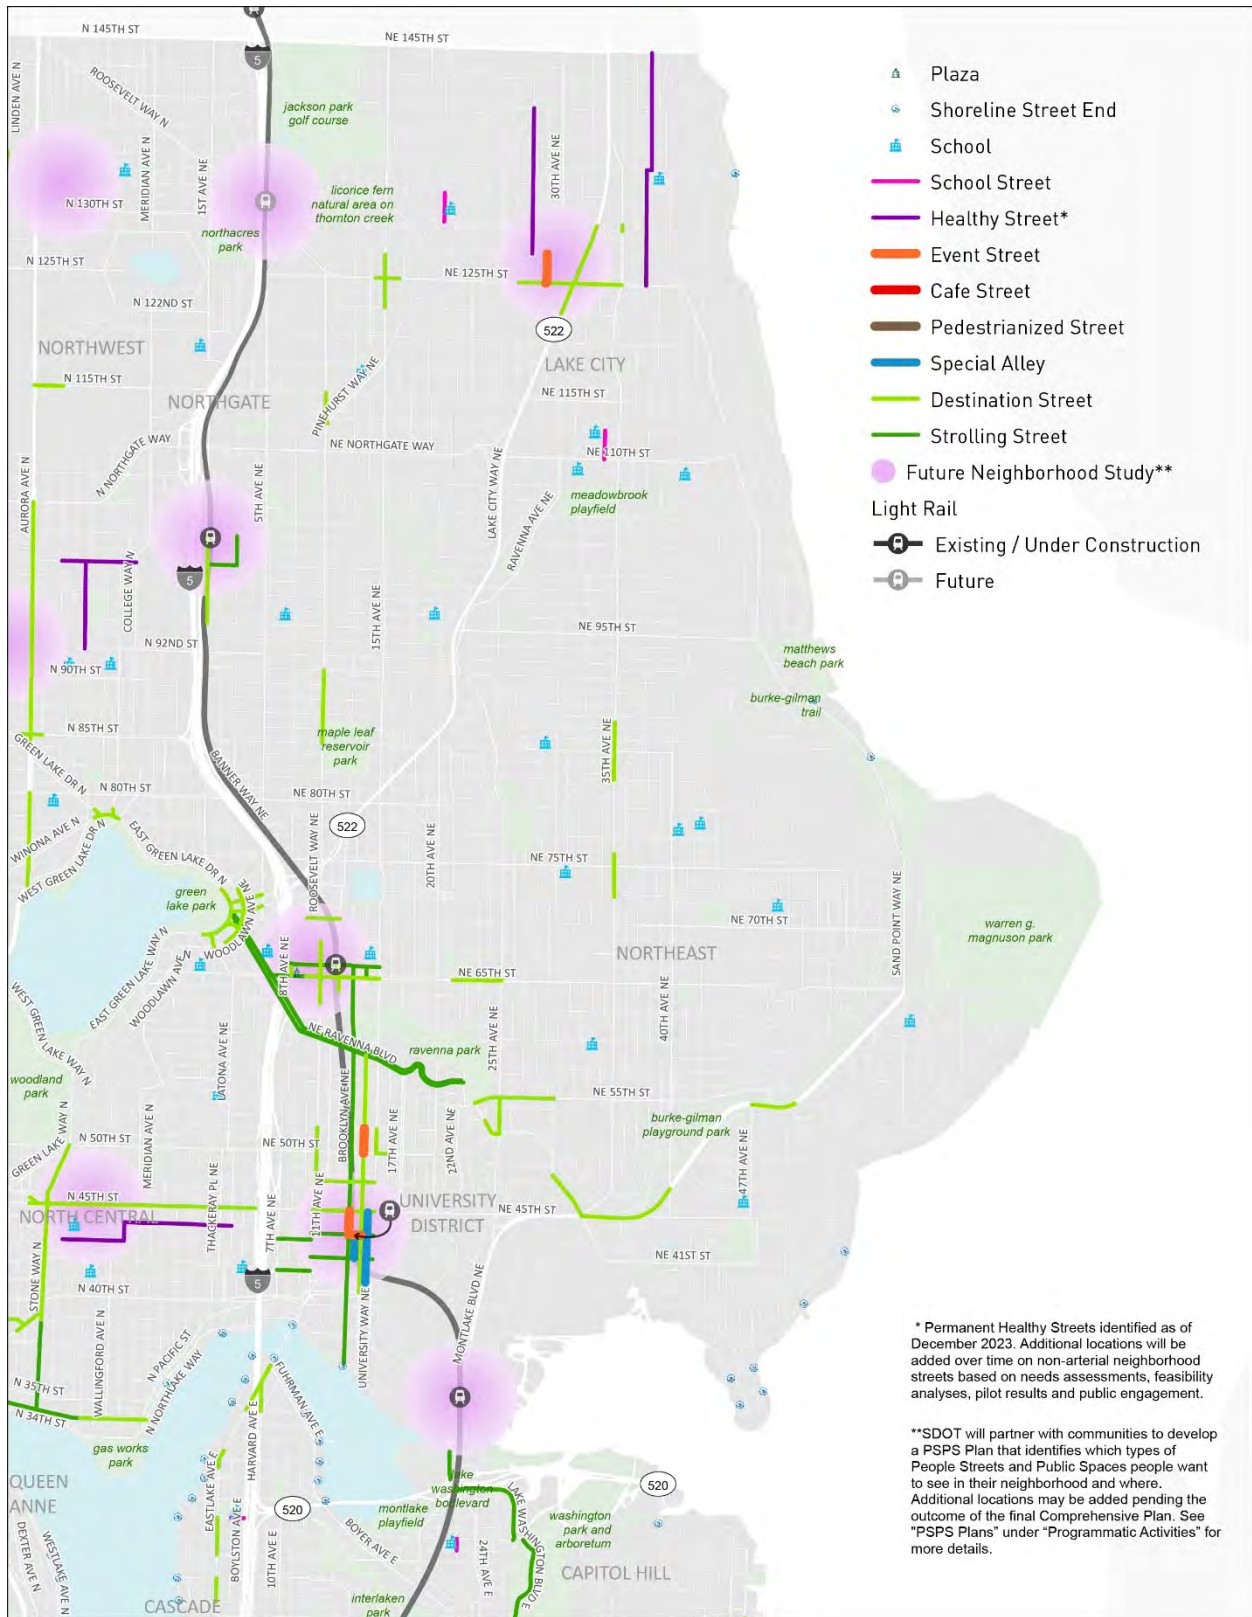 N 145TH ST
NE 145TH ST
5
LINDEN AVE N
ROOSEVELT WAY N
jackson park
golf course
MERIDIAN AVE N
1ST AVE NE
30TH AVE NE
licorice fern
natural area on
thornton creek
N 130TH ST
northacres
park
N 125TH ST
NE 125TH ST
N 122ND ST
522
NORTHWEST
LAKE CITY
N 115TH ST
PINEHURST WAY NE
NE 115TH ST
NORTHGATE
N NORTHGATE WAY
NE NORTHGATE WAY
NE 110TH ST
AURORA AVE N
5TH AVE NE
LAKE CITY WAY NE
RAVENNA AVE NE
meadowbrook
playfield
5
COLLEGE WAY N
15TH AVE NE
NE 95TH ST
N 92ND ST
matthews
beach park
N 90TH ST
burke-gilman
trail
N 85TH ST
GREEN LAKE DR N
maple leaf
reservoir
park
35TH AVE NE
BANNER WAY NE
N 80TH ST
NE 80TH ST
ROOSEVELT WAY NE
522
WINONA AVE N
WEST GREEN LAKE DR N
EAST GREEN LAKE DR N
20TH AVE NE
NE 75TH ST
green
lake park
WOODLAWN AVE NE
NE 70TH ST
SAND POINT WAY NE
warren g.
magnuson park
NORTHEAST
EAST GREEN LAKE WAY N
WOODLAWN AVE N
8TH AVE NE
NE 65TH ST
WEST GREEN LAKE WAY N
40TH AVE NE
25TH AVE NE
NE RAVENNA BLVD
ravenna park
LATONA AVE NE
woodland
park
NE 55TH ST
BROOKLYN AVE NE
burke-gilman
playground park
GREEN LAKE WAY N
N 50TH ST
MERIDIAN AVE N
NE 50TH ST
17TH AVE NE
22ND AVE NE
47TH AVE NE
N 45TH ST
NORTH CENTRAL
THACKERAY PL NE
7TH AVE NE
11TH AVE NE
UNIVERSITY
DISTRICT
NE 45TH ST
NE 41ST ST
STONE WAY N
N 40TH ST
5
UNIVERSITY WAY NE
MONTLAKE BLVD NE
WALLINGFORD AVE N
N PACIFIC ST
N NORTHLAKE WAY
FUHRMAN AVE E
N 35TH ST
N 34TH ST
gas works
park
HARVARD AVE E
EASTLAKE AVE E
QUEEN
ANNE
lake
washington
boulevard
520
520
LAKE WASHINGTON BLVD E
montlake
playfield
washington
park and
arboretum
BOYLSTON AVE E
10TH AVE E
BOYER AVE E
24TH AVE E
CAPITOL HILL
DEXTER AVE N
WESTLAKE AVE N
CASCADE
interlaken
park
Plaza
Shoreline Street End
School
School Street
Healthy Street*
Event Street
Cafe Street
Pedestrianized Street
Special Alley
Destination Street
Strolling Street
Future Neighborhood Study**
Light Rail
Existing / Under Construction
Future
* Permanent Healthy Streets identified as of
December 2023. Additional locations will be
added over time on non-arterial neighborhood
streets based on needs assessments, feasibility
analyses, pilot results and public engagement.
**SDOT will partner with communities to develop
a PSPS Plan that identifies which types of
People Streets and Public Spaces people want
to see in their neighborhood and where.
Additional locations may be added pending the
outcome of the final Comprehensive Plan. See
"PSPS Plans" under “Programmatic Activities” for
more details.